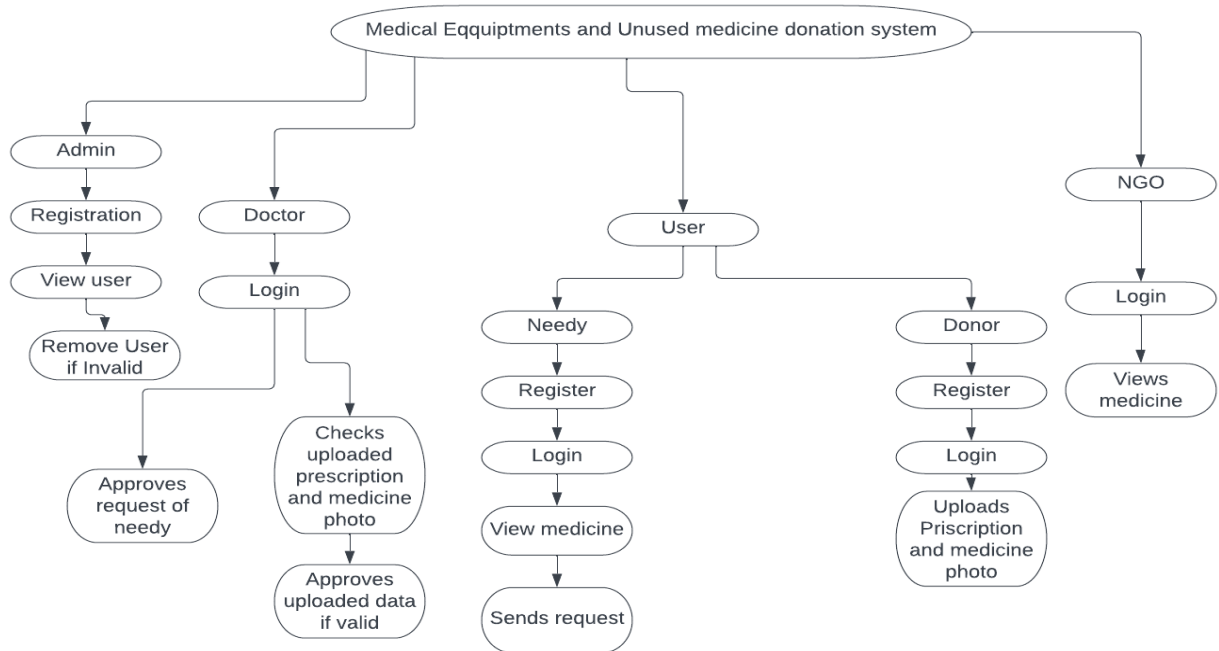 Medical Eqquiptments and Unused medicine donation system
Admin
Registration
View user
Remove User
if Invalid
Doctor
Login
Approves
request of
needy
Checks
uploaded
prescription
and medicine
photo
Approves
uploaded data
if valid
User
Needy
Register
Login
View medicine
Sends request
Donor
Register
Login
Uploads
Priscription
and medicine
photo
NGO
Login
Views
medicine